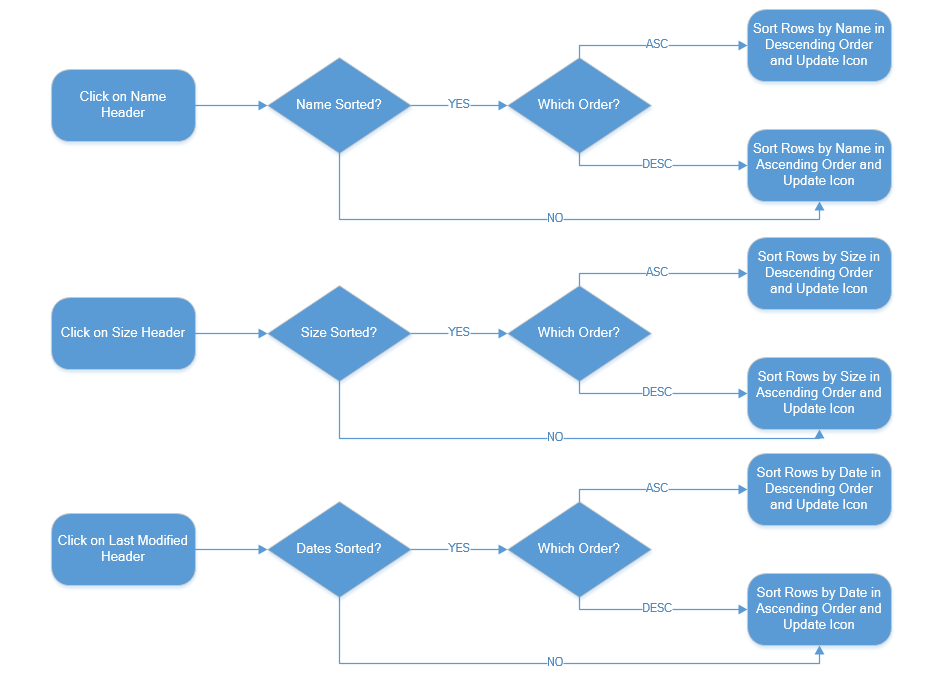 Sort Rows by Name in
Descending Order
and Update Icon
ASC
Click on Name
Header
Name Sorted?
YES
Which Order?
DESC
Sort Rows by Name in
Ascending Order and
Update Icon
NO
Sort Rows by Size in
Descending Order
and Update Icon
ASC
Click on Size Header
Size Sorted?
YES
Which Order?
DESC
Sort Rows by Size in
Ascending Order and
Update Icon
NO
Sort Rows by Date in
Descending Order
and Update Icon
ASC
Click on Last Modified
Header
Dates Sorted?
YES
Which Order?
DESC
Sort Rows by Date in
Ascending Order and
Update Icon
NO